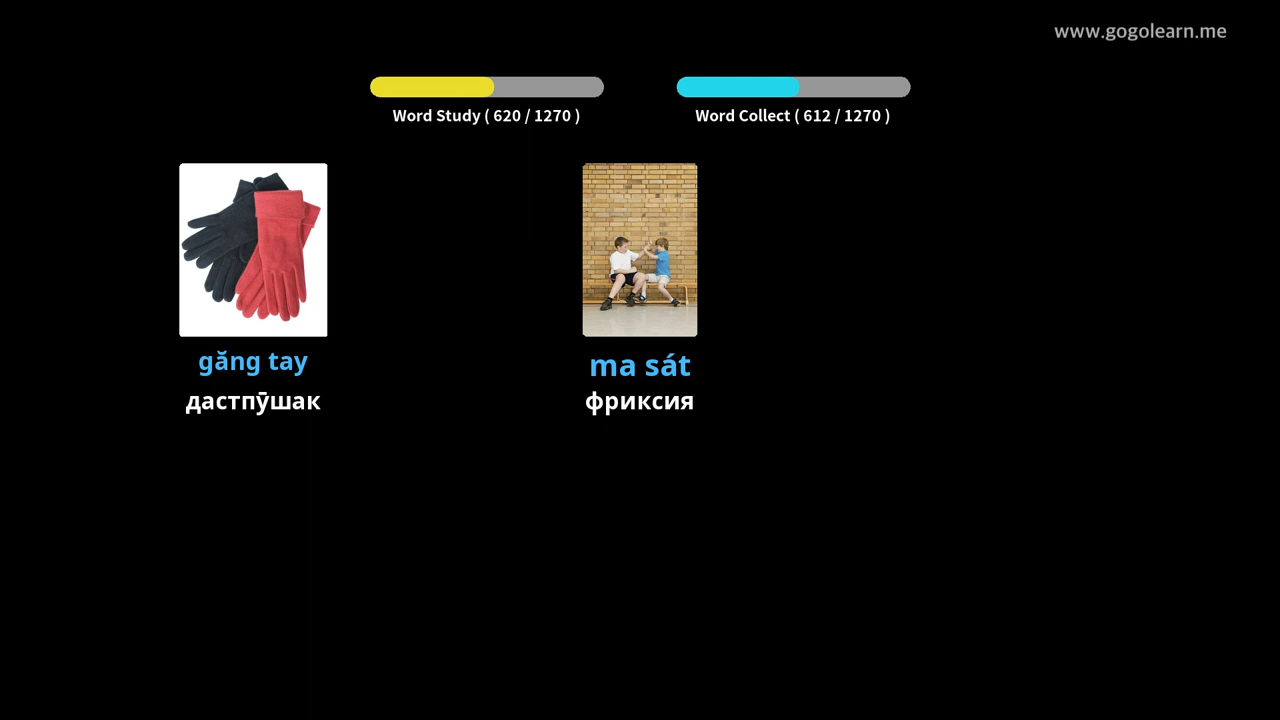 www.gogolearn.me
Word Study ( 620 / 1270 )
Word Collect ( 612 / 1270 )
găng tay
дастпӯшак
ma sát
фриксия